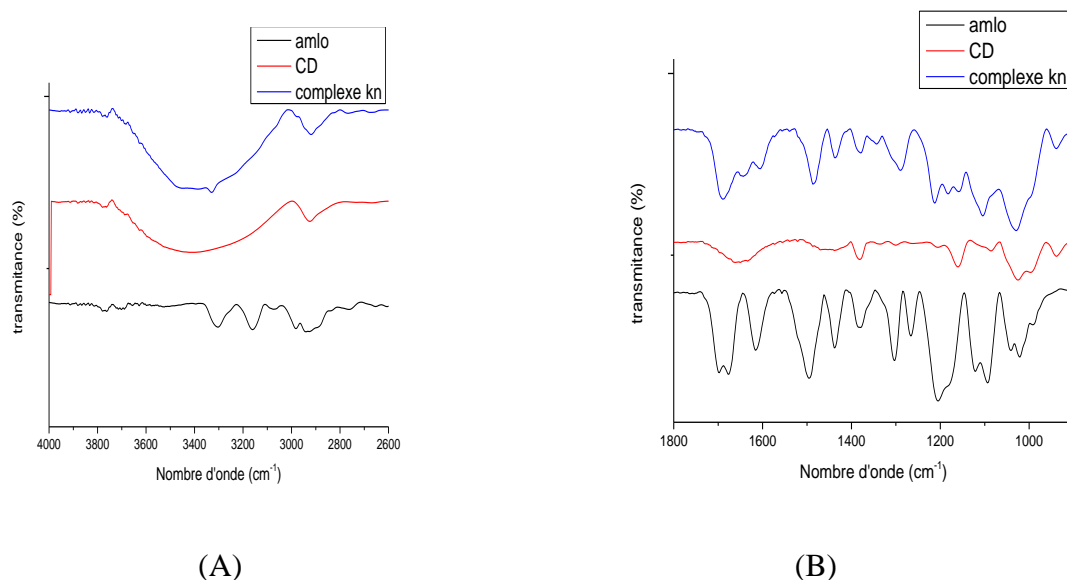 amlo
CD
complexe kn
transmitance (%)
4000 3800 3600 3400 3200 3000 2800 2600
Nombre d'onde (cm-1)
(A)
amlo
CD
complexe kn
transmitance (%)
1800 1600 1400 1200 1000
Nombre d'onde (cm-1)
(B)